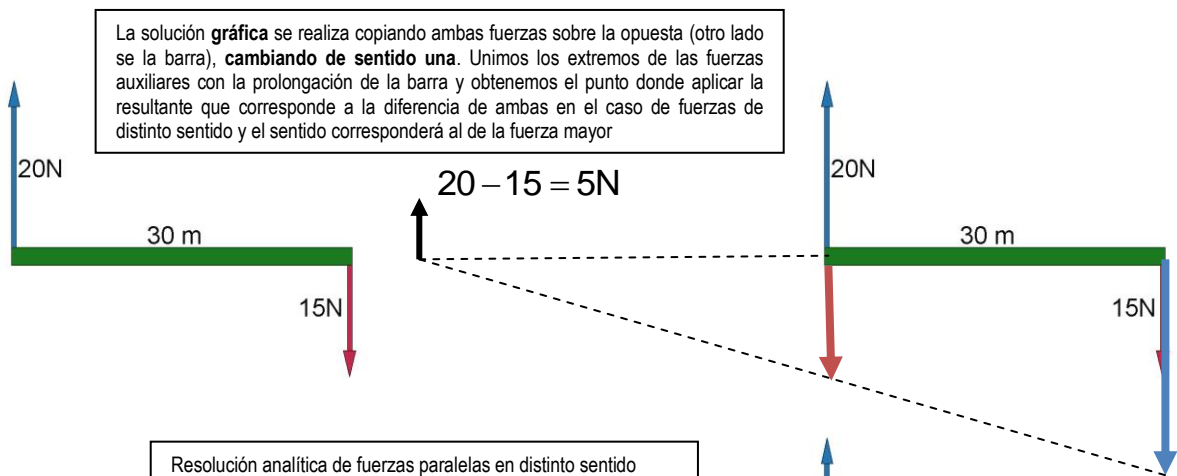 La solución gráfica se realiza copiando ambas fuerzas sobre la opuesta (otro lado
se la barra), cambiando de sentido una. Unimos los extremos de las fuerzas
auxiliares con la prolongación de la barra y obtenemos el punto donde aplicar la
resultante que corresponde a la diferencia de ambas en el caso de fuerzas de
distinto sentido y el sentido corresponderá al de la fuerza mayor
20N
20 – 15 = 5N
20N
30 m
30 m
15N
15N
Resolución analítica de fuerzas paralelas en distinto sentido